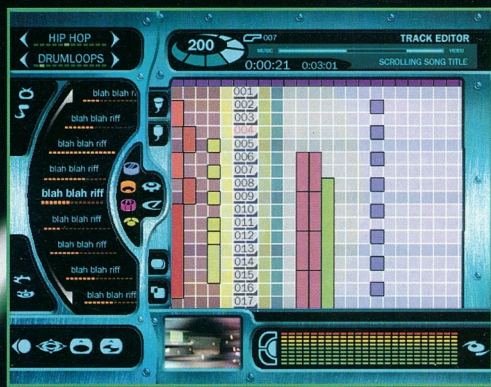 HIP HOP
DRUMLOOPS
200
007
TRACK EDITOR
MUSIC
VIDEO
0:00:21
0:03:01
SCROLLING SONG TITLE
blah blah ri
blah blah riff
blah blah riff
blah blah riff
blah blah riff
blah blah riff
blah blah riff
blah blah riff
blah blah riff
001
002
003
004
005
006
007
008
009
010
011
012
013
014
015
016
017